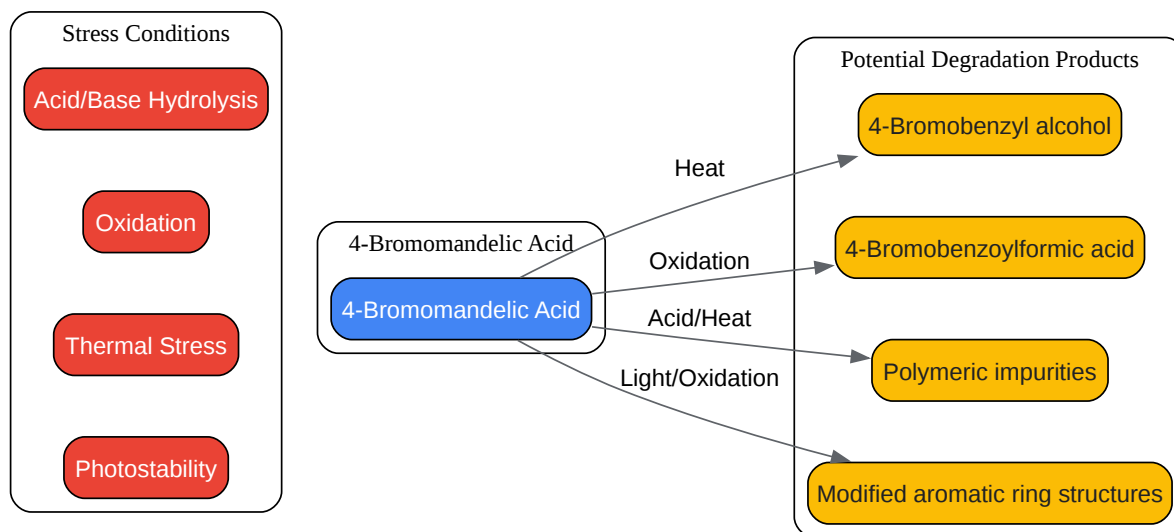 Stress Conditions
Acid/Base Hydrolysis
Oxidation
Thermal Stress
Photostability
4-Bromomandelic Acid
4-Bromomandelic Acid
Heat
Oxidation
Acid/Heat
Light/Oxidation
Potential Degradation Products
4-Bromobenzyl alcohol
4-Bromobenzoylformic acid
Polymeric impurities
Modified aromatic ring structures